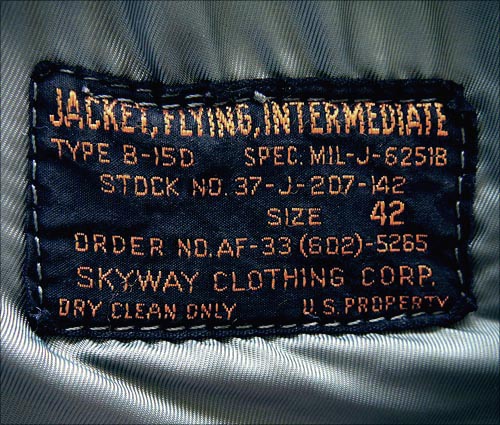 JACKET, FLYING, INTERMEDIATE
TYPE B-15D SPEC. MIL-J-6251B
STOCK NO. 37-J-207-142
SIZE 42
ORDER NO. AF-33 (602)-5265
SKYWAY CLOTHING CORP.
DRY CLEAN ONLY U.S. PROPERTY